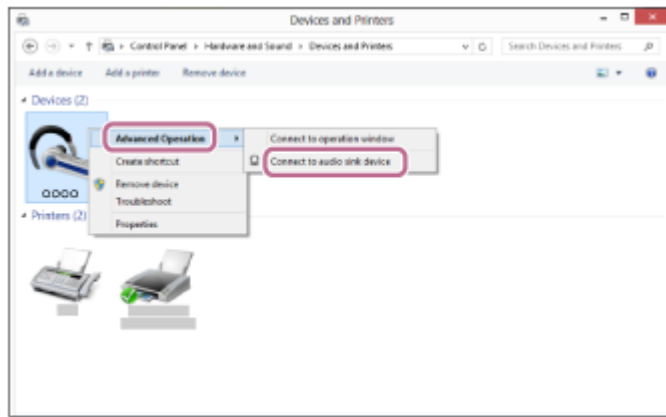 Devices and Printers
Control Panel › Hardware and Sound › Devices and Printers
Search Devices and Printers
Add a device Add a printer Remove device
Devices (2)
Advanced Operation
Connect to operation window
Create shortcut
Connect to audio sink device
Remove device
OOOO
Troubleshoot
Printers (2)
Properties